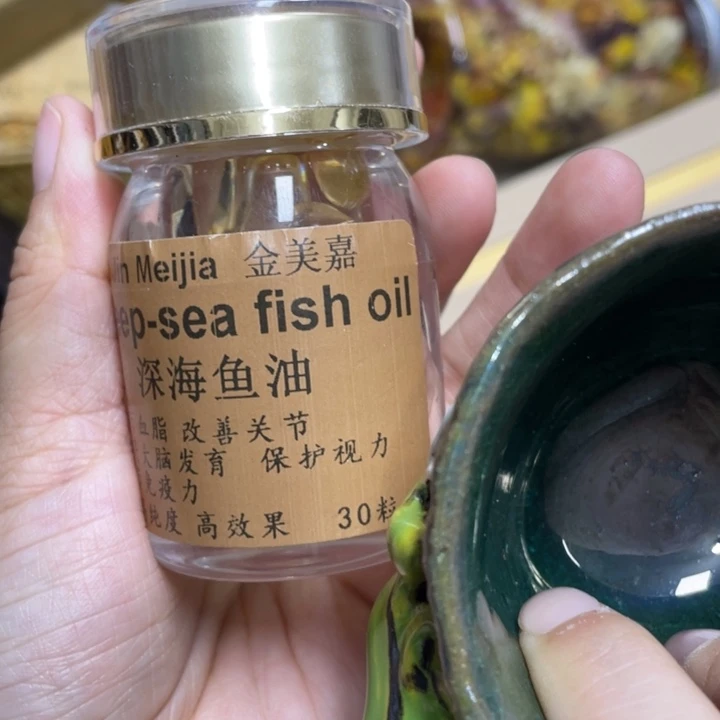 Meijia 金美嘉
-sea fish oil
深海鱼油
血脂 改善关节
大脑发育 保护视力
免疫力
纯度 高效果 30粒